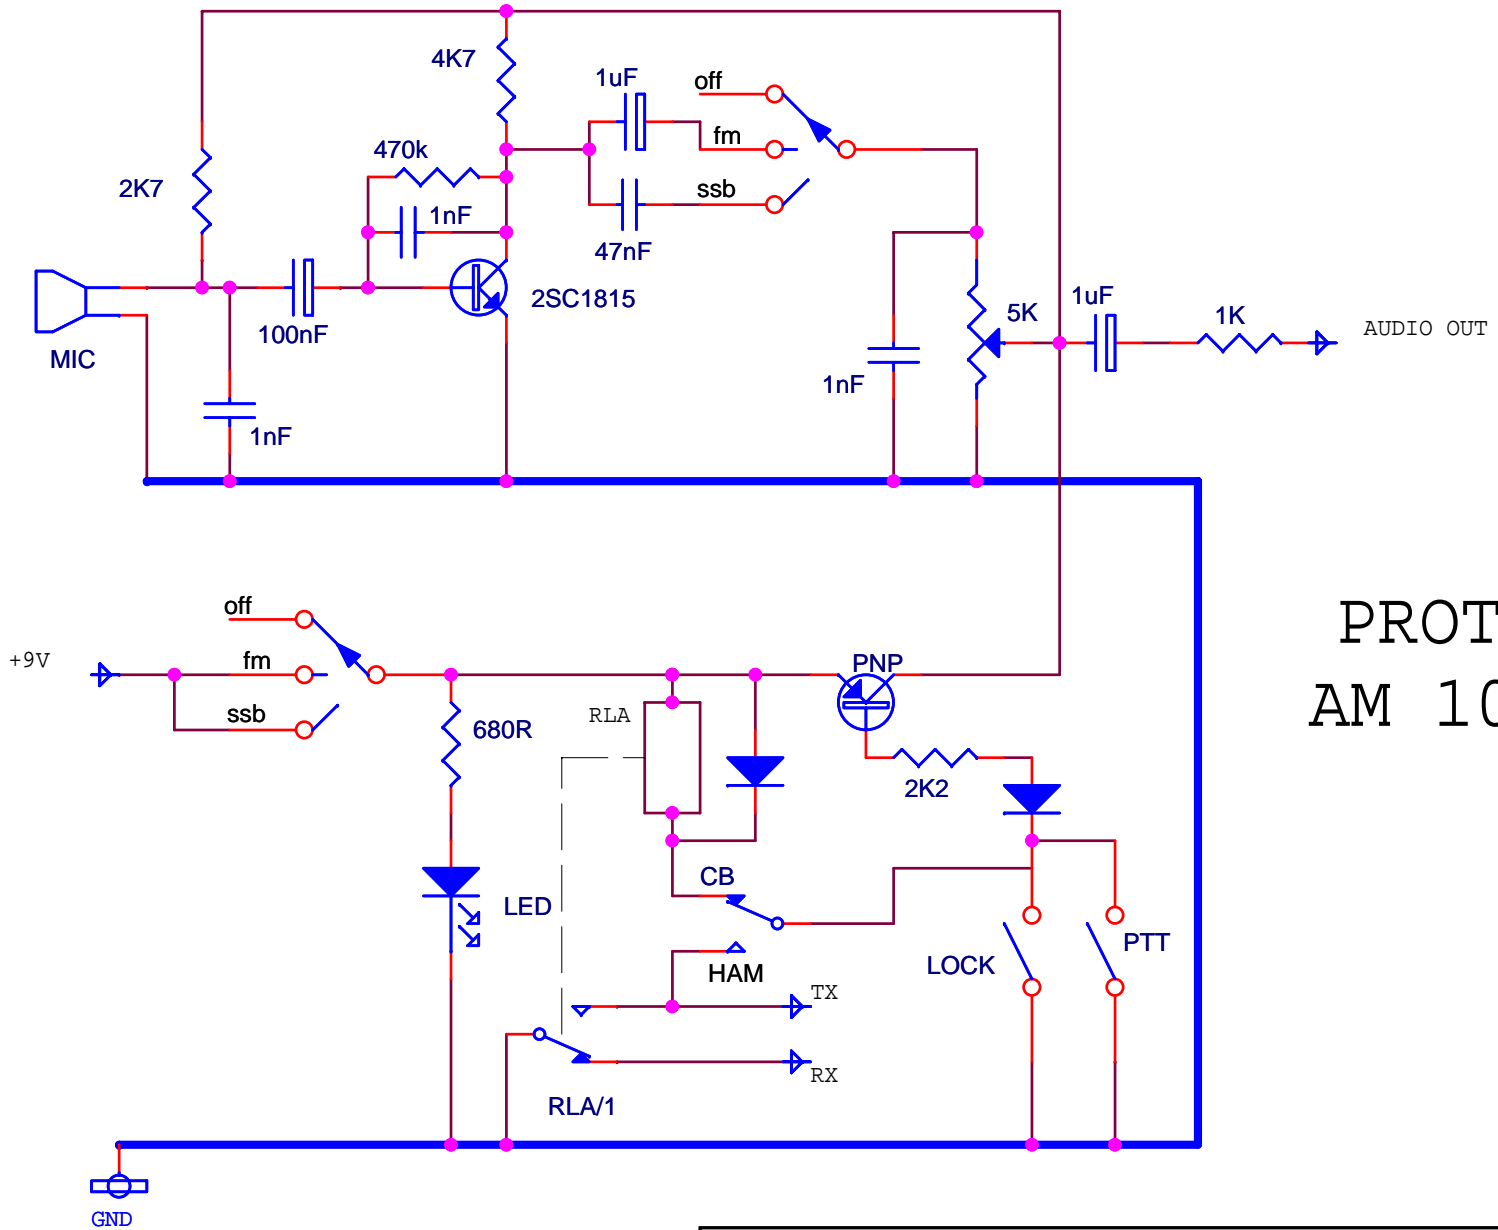 4K7
1uF
off
fm
470k
ssb
2K7
1nF
47nF
2SC1815
100nF
MIC
5K
1uF
1K
AUDIO OUT
1nF
1nF
off
+9V
fm
ssb
PNP
PROT
RLA
680R
AM 10
2K2
CB
LED
HAM
LOCK
PTT
TX
RX
RLA/1
GND